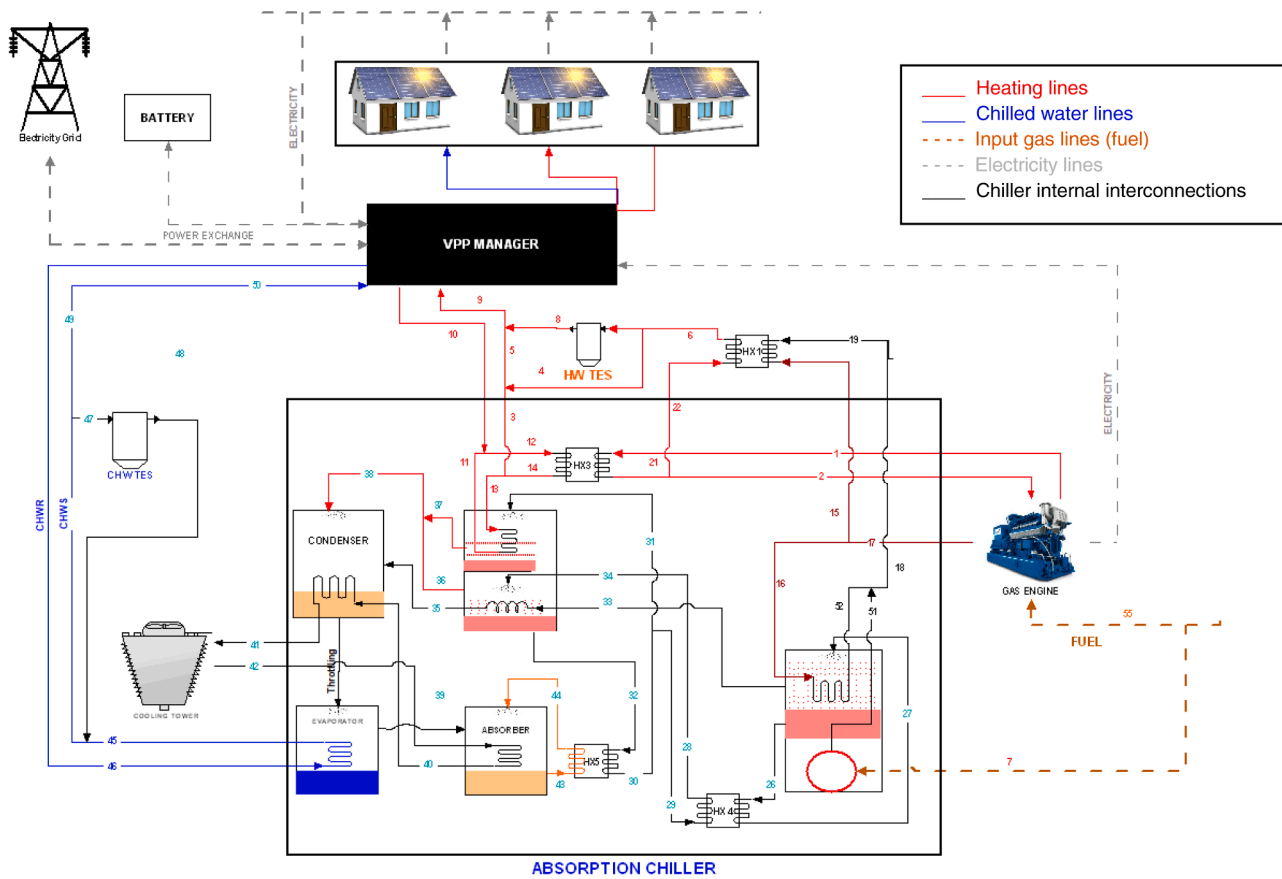 Heating lines
Chilled water lines
Input gas lines (fuel)
Electricity lines
Chiller internal interconnections
Electricity Grid
BATTERY
ELECTRICITY
POWER EXCHANGE
VPP MANAGER
50
49
48
47
CHWTES
CHWR
CHWS
9
10
8
5
4
6
HW TES
HX1
19
22
3
12
11
14
13
HX3
21
1
2
15
17
16
18
ELECTRICITY
GAS ENGINE
55
FUEL
38
37
36
35
34
33
31
32
CONDENSER
52
51
41
42
COOLING TOWER
Throttling
39
EVAPORATOR
ABSORBER
44
45
46
40
43
HX5
30
28
29
HX4
26
27
7
ABSORPTION CHILLER